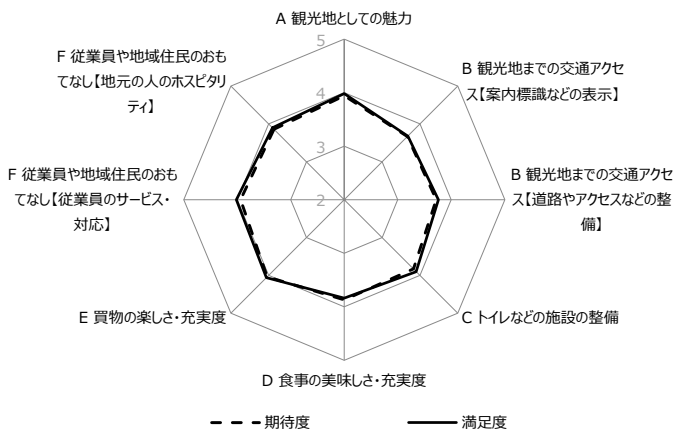 A 観光地としての魅力
5
4
3
2
B 観光地までの交通アクセ
ス【案内標識などの表示】
B 観光地までの交通アクセ
ス【道路やアクセスなどの整
備】
C トイレなどの施設の整備
D 食事の美味しさ・充実度
E 買物の楽しさ・充実度
F 従業員や地域住民のおも
てなし【従業員のサービス・
対応】
F 従業員や地域住民のおも
てなし【地元の人のホスピタリ
ティ】
期待度
満足度